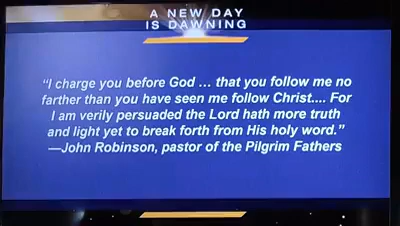 A NEW DAY
IS DAWNING
“I charge you before God ... that you follow me no
farther than you have seen me follow Christ.... For
I am verily persuaded the Lord hath more truth
and light yet to break forth from His holy word.”
—John Robinson, pastor of the Pilgrim Fathers